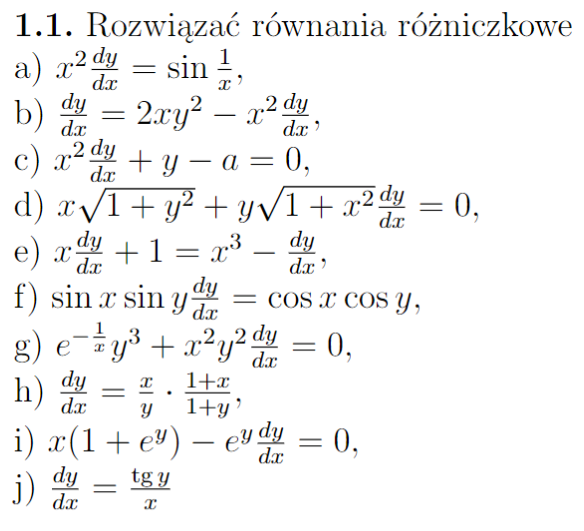 1.1. Rozwiązać równania różniczkowe
a) $x^2 \frac{dy}{dx} = \sin \frac{1}{x}$,
b) $\frac{dy}{dx} = 2xy^2 - x^2 \frac{dy}{dx}$,
c) $x^2 \frac{dy}{dx} + y - a = 0$,
d) $x\sqrt{1+y^2} + y\sqrt{1+x^2} \frac{dy}{dx} = 0$,
e) $x \frac{dy}{dx} + 1 = x^3 - \frac{dy}{dx}$,
f) $\sin x \sin y \frac{dy}{dx} = \cos x \cos y$,
g) $e^{-\frac{1}{x}} y^3 + x^2 y^2 \frac{dy}{dx} = 0$,
h) $\frac{dy}{dx} = \frac{x}{y} \cdot \frac{1+x}{1+y}$,
i) $x(1 + e^y) - e^y \frac{dy}{dx} = 0$,
j) $\frac{dy}{dx} = \frac{\operatorname{tg} y}{x}$